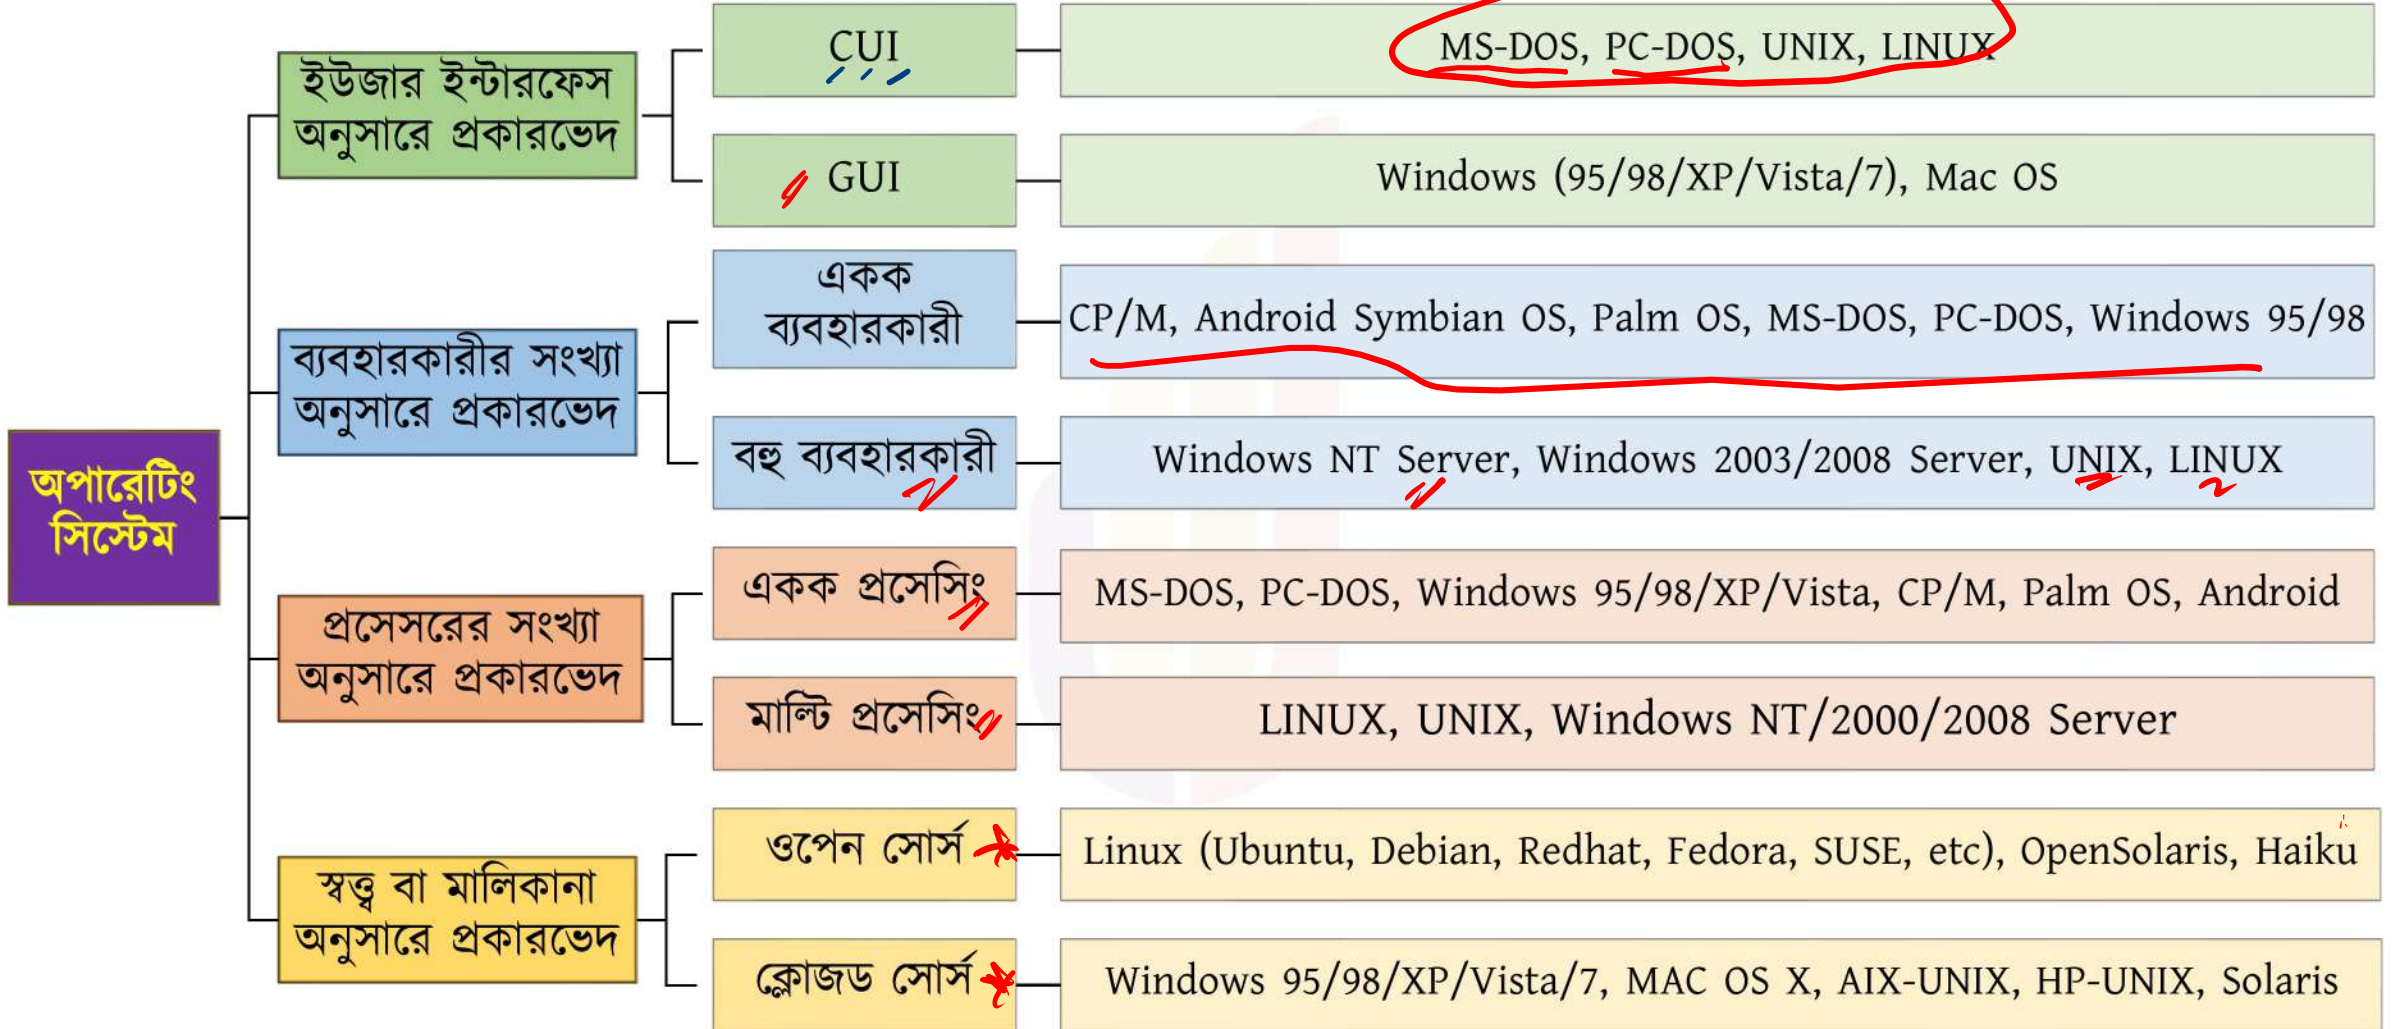 অপারেটিং
সিস্টেম
ইউজার ইন্টারফেস
অনুসারে প্রকারভেদ
CUI
MS-DOS, PC-DOS, UNIX, LINUX
GUI
Windows (95/98/XP/Vista/7), Mac OS
ব্যবহারকারীর সংখ্যা
অনুসারে প্রকারভেদ
একক
ব্যবহারকারী
CP/M, Android Symbian OS, Palm OS, MS-DOS, PC-DOS, Windows 95/98
বহু ব্যবহারকারী
Windows NT Server, Windows 2003/2008 Server, UNIX, LINUX
প্রসেসরের সংখ্যা
অনুসারে প্রকারভেদ
একক প্রসেসিং
MS-DOS, PC-DOS, Windows 95/98/XP/Vista, CP/M, Palm OS, Android
মাল্টি প্রসেসিং
LINUX, UNIX, Windows NT/2000/2008 Server
স্বত্ত্ব বা মালিকানা
অনুসারে প্রকারভেদ
ওপেন সোর্স
Linux (Ubuntu, Debian, Redhat, Fedora, SUSE, etc), OpenSolaris, Haiku
ক্লোজড সোর্স
Windows 95/98/XP/Vista/7, MAC OS X, AIX-UNIX, HP-UNIX, Solaris